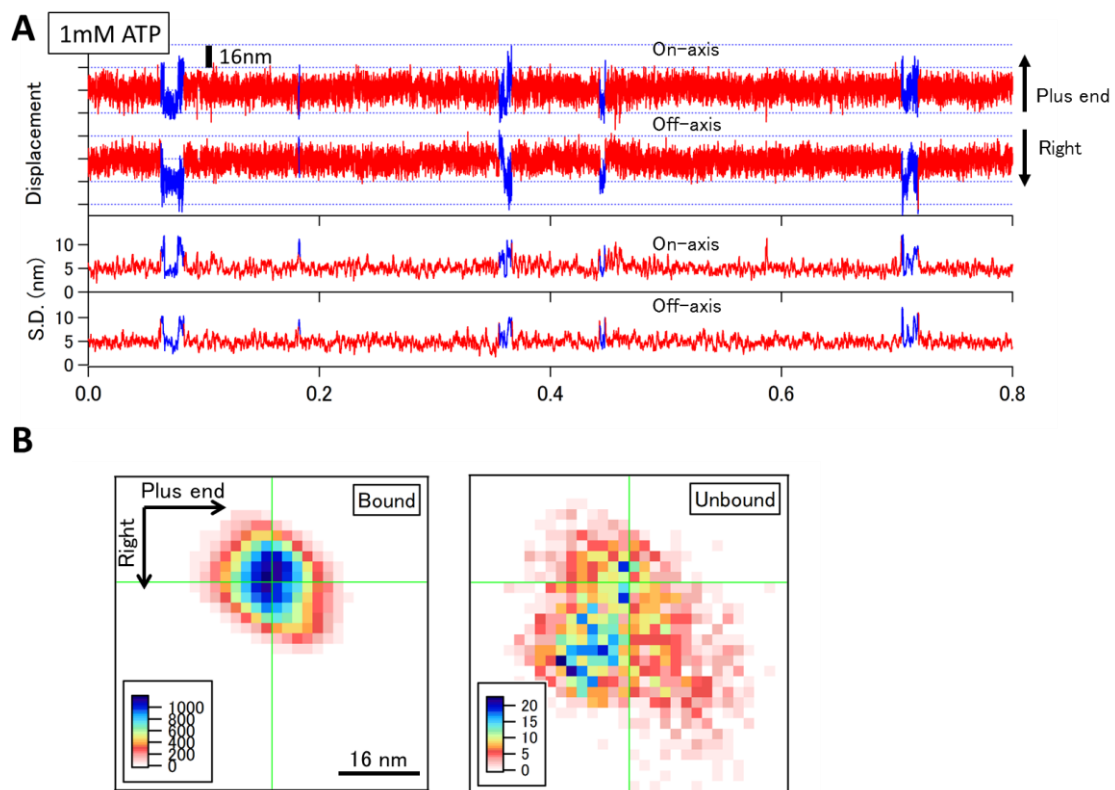 A
1mM ATP
16nm
On-axis
Plus end
Off-axis
Right
Displacement
On-axis
10
5
0
Off-axis
10
5
0
S.D. (nm)
0.0 0.2 0.4 0.6 0.8
B
Plus end
Right
Bound
1000
800
600
400
200
0
16 nm
Unbound
20
15
10
5
0